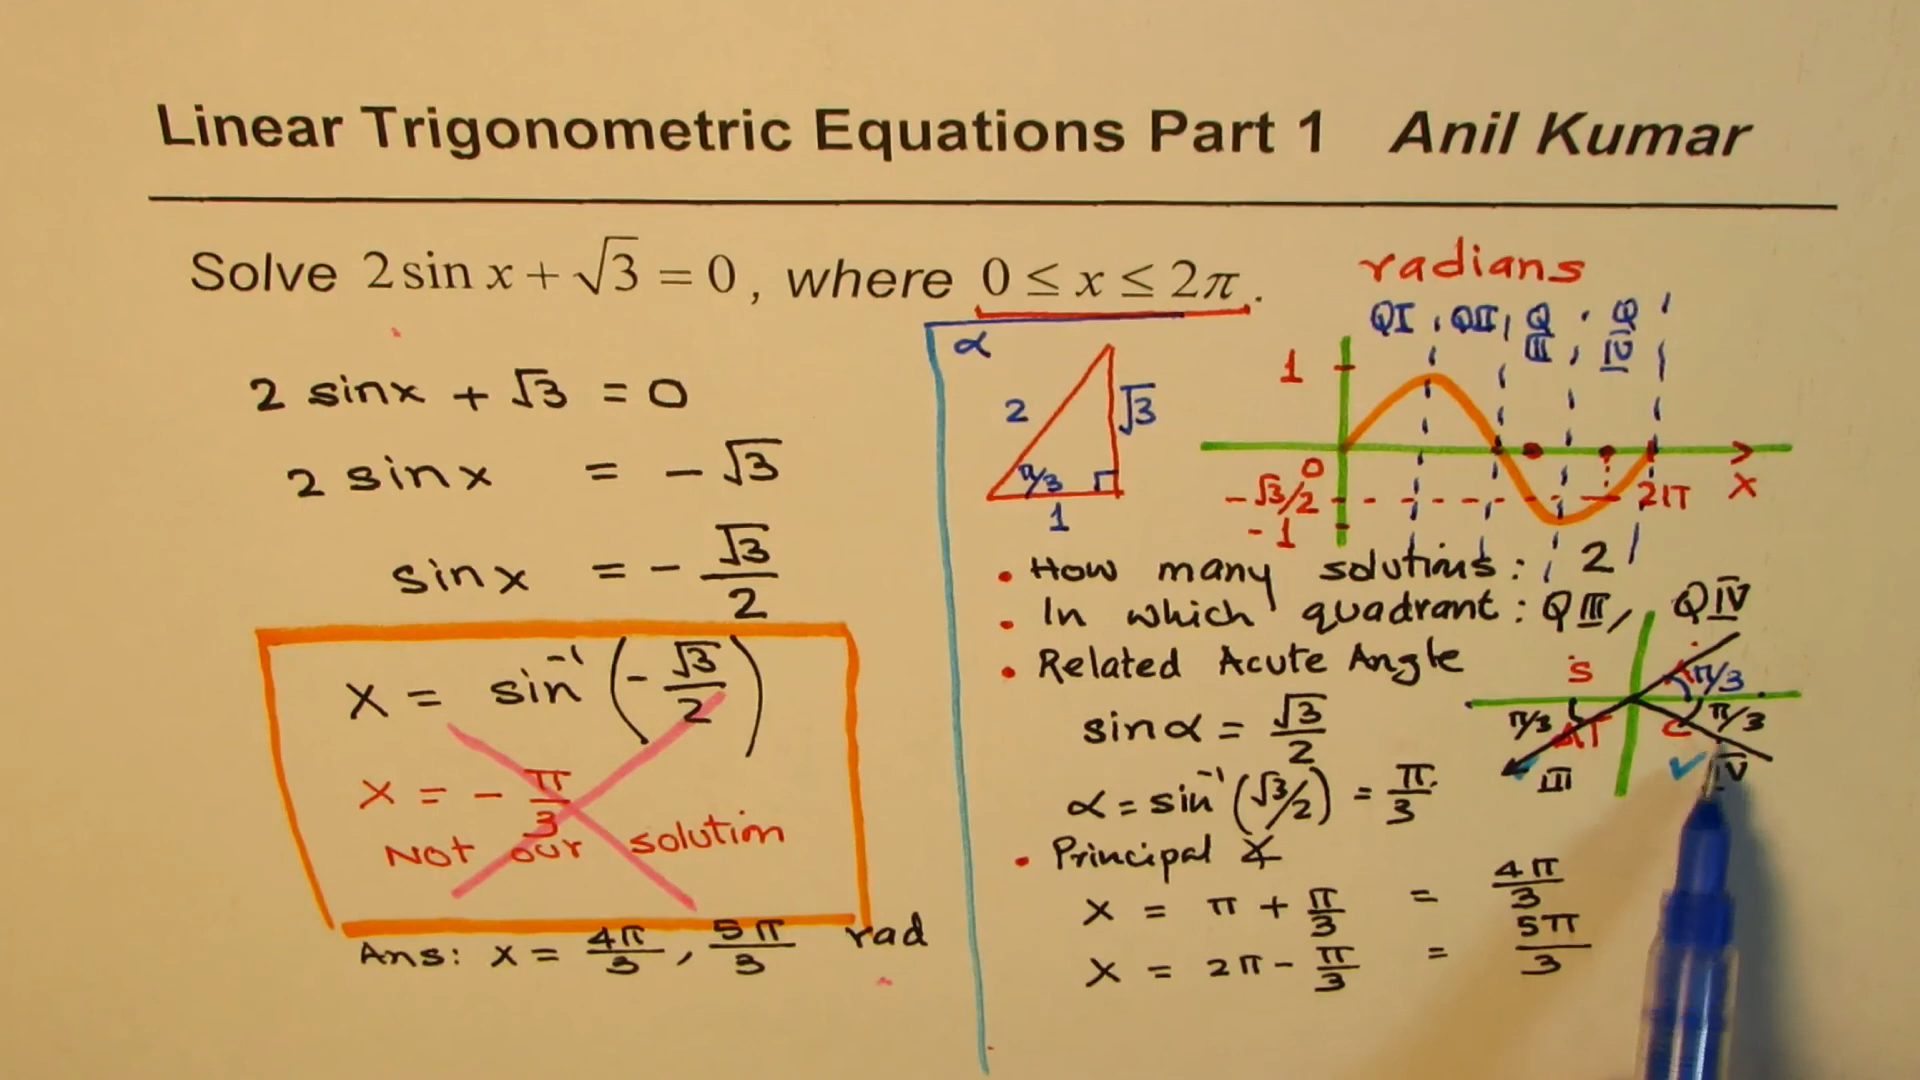 Linear Trigonometric Equations Part 1 Anil Kumar
Solve 2 sin x + √3 = 0, where 0 ≤ x ≤ 2π.
2 sinx + √3 = 0
2 sinx = - √3
sinx = - √3/2
x = sin⁻¹(- √3/2)
x = - π/3
Not our solution
Ans: x = 4π/3, 5π/3 rad
α
2
√3
π/3
1
radians
QI QII Q III Q IV
1
0
- √3/2
- 1
2π
x
• How many solutions: 2
• In which quadrant: QIII, QIV
• Related Acute Angle
sinα = √3/2
α = sin⁻¹(√3/2) = π/3
• Principal ∡
x = π + π/3 = 4π/3
x = 2π - π/3 = 5π/3
S
π/3
π/3 T C π/3
III IV